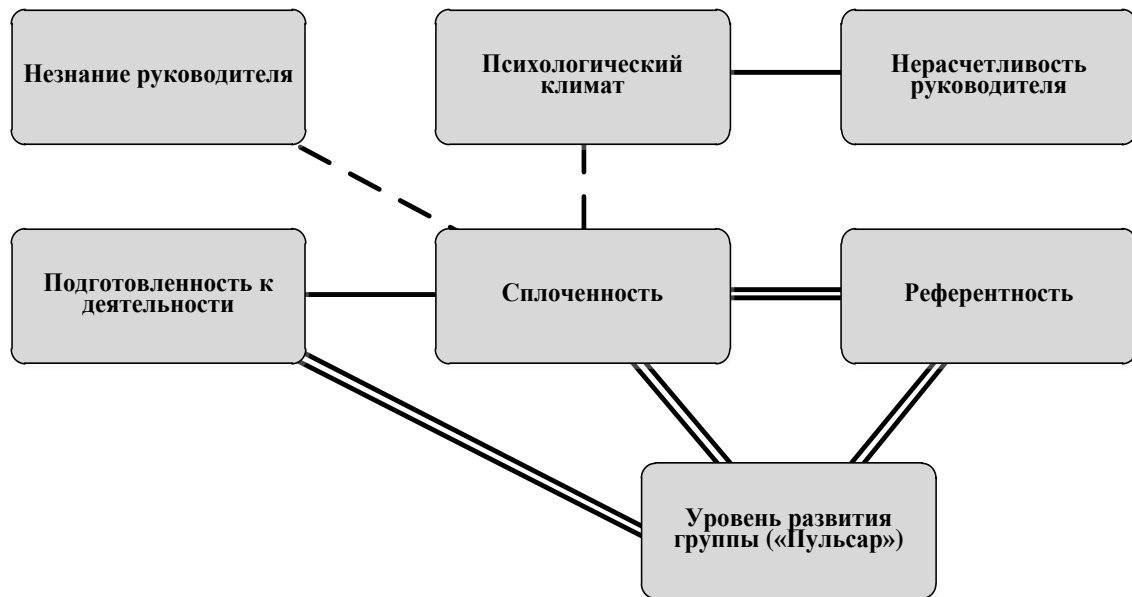 Незнание руководителя
Психологический
климат
Нерасчетливость
руководителя
Подготовленность к
деятельности
Сплоченность
Референтность
Уровень развития
группы («Пульсар»)